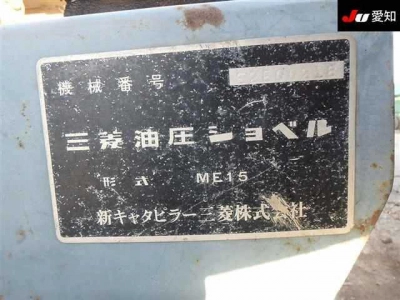 JU 愛知
機械番号
三菱油圧ショベル
形式 ME15
新キャタピラー三菱株式会社